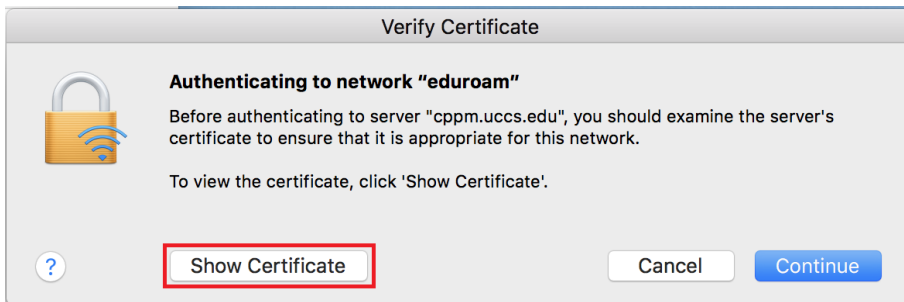 Verify Certificate
Authenticating to network “eduroam”
Before authenticating to server "cppm.uccs.edu", you should examine the server's
certificate to ensure that it is appropriate for this network.
To view the certificate, click 'Show Certificate'.
?
Show Certificate
Cancel
Continue